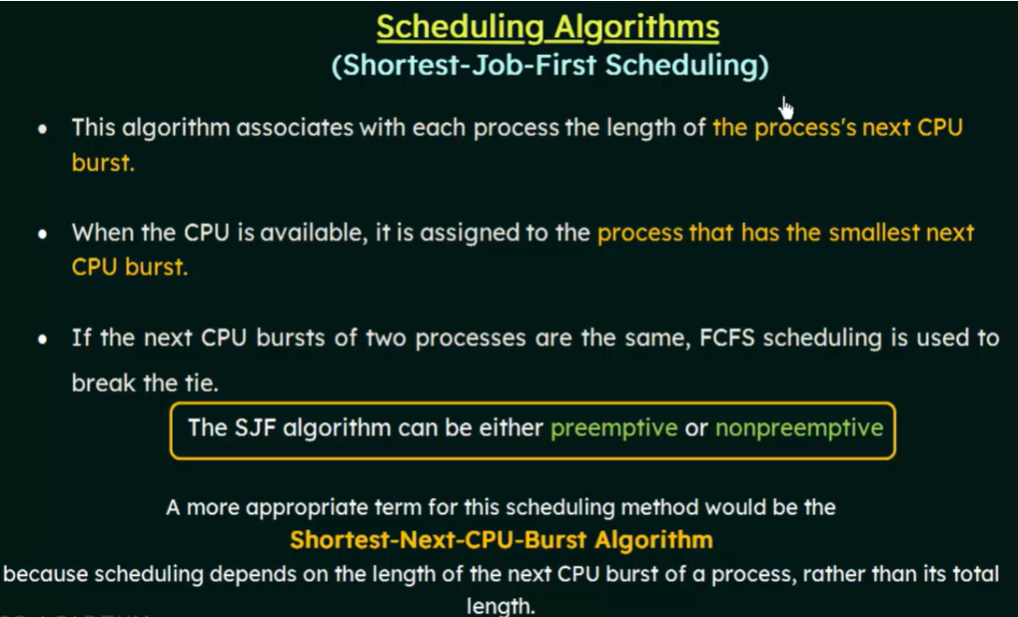 Scheduling Algorithms
(Shortest-Job-First Scheduling)
• This algorithm associates with each process the length of the process's next CPU
burst.
• When the CPU is available, it is assigned to the process that has the smallest next
CPU burst.
• If the next CPU bursts of two processes are the same, FCFS scheduling is used to
break the tie.
The SJF algorithm can be either preemptive or nonpreemptive
A more appropriate term for this scheduling method would be the
Shortest-Next-CPU-Burst Algorithm
because scheduling depends on the length of the next CPU burst of a process, rather than its total
length.